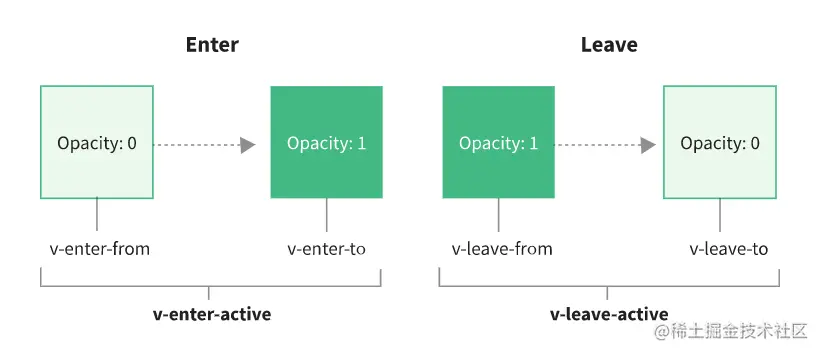 Enter
Leave
Opacity: 0
Opacity: 1
Opacity: 1
Opacity: 0
v-enter-from
v-enter-to
v-leave-from
v-leave-to
v-enter-active
v-leave-active
@稀土掘金技术社区